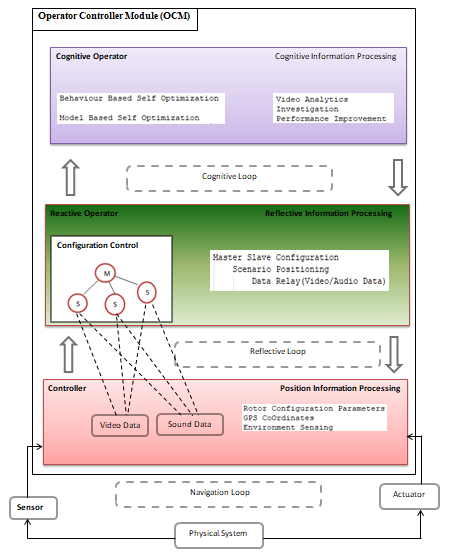 Operator Controller Module (OCM)
Cognitive Operator
Cognitive Information Processing
Behaviour Based Self Optimization
Model Based Self Optimization
Video Analytics
Investigation
Performance Improvement
Cognitive Loop
Reactive Operator
Reflective Information Processing
Configuration Control
M
S
S
S
Master Slave Configuration
Scenario Positioning
Data Relay(Video/Audio Data)
Reflective Loop
Controller
Position Information Processing
Video Data
Sound Data
Rotor Configuration Parameters
GPS CoOrdinates
Environment Sensing
Navigation Loop
Sensor
Actuator
Physical System